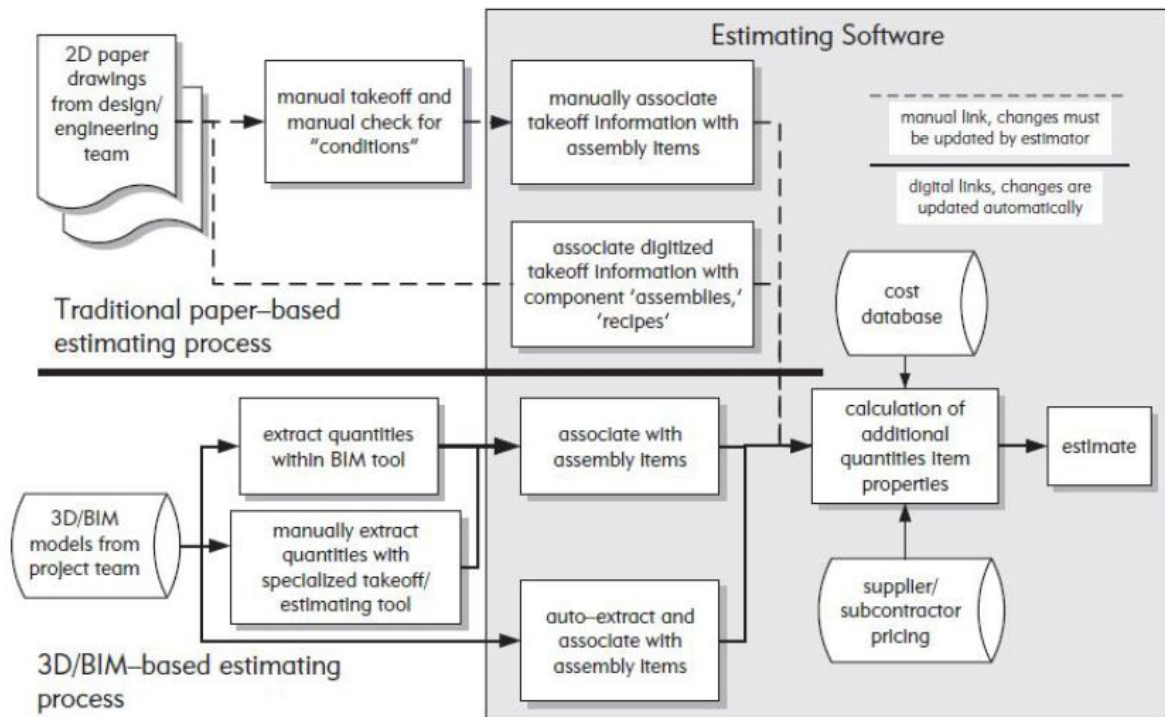 Estimating Software
2D paper
drawings
from design/
engineering
team
manual takeoff and
manual check for
“conditions”
manually associate
takeoff information with
assembly items
manual link, changes must
be updated by estimator
digital links, changes are
updated automatically
associate digitized
takeoff information with
component ‘assemblies,’
‘recipes’
cost
database
Traditional paper–based
estimating process
extract quantities
within BIM tool
associate with
assembly items
calculation of
additional
quantities item
properties
estimate
3D/BIM
models from
project team
manually extract
quantities with
specialized takeoff/
estimating tool
auto–extract and
associate with
assembly items
supplier/
subcontractor
pricing
3D/BIM–based estimating
process